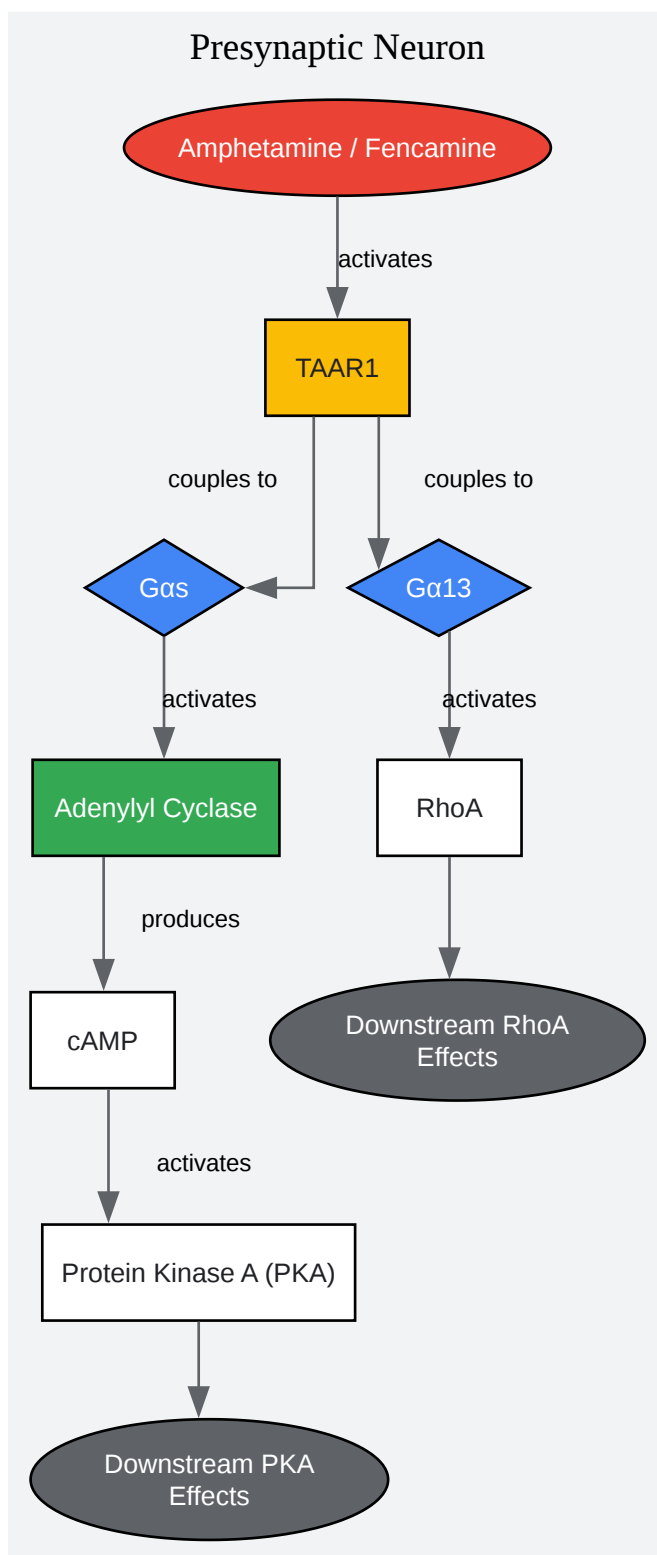 Presynaptic Neuron
Amphetamine / Fencamine
activates
TAAR1
couples to
couples to
Gαs
Gα13
activates
activates
Adenylyl Cyclase
RhoA
produces
cAMP
Downstream RhoA
Effects
activates
Protein Kinase A (PKA)
Downstream PKA
Effects